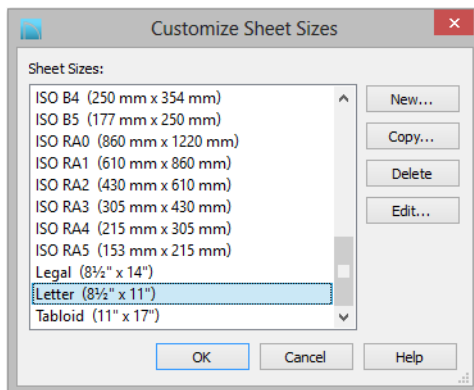 Customize Sheet Sizes
Sheet Sizes:
ISO B4 (250 mm x 354 mm)
ISO B5 (177 mm x 250 mm)
ISO RA0 (860 mm x 1220 mm)
ISO RA1 (610 mm x 860 mm)
ISO RA2 (430 mm x 610 mm)
ISO RA3 (305 mm x 430 mm)
ISO RA4 (215 mm x 305 mm)
ISO RA5 (153 mm x 215 mm)
Legal (8½" x 14")
Letter (8½" x 11")
Tabloid (11" x 17")
New...
Copy...
Delete
Edit...
OK
Cancel
Help